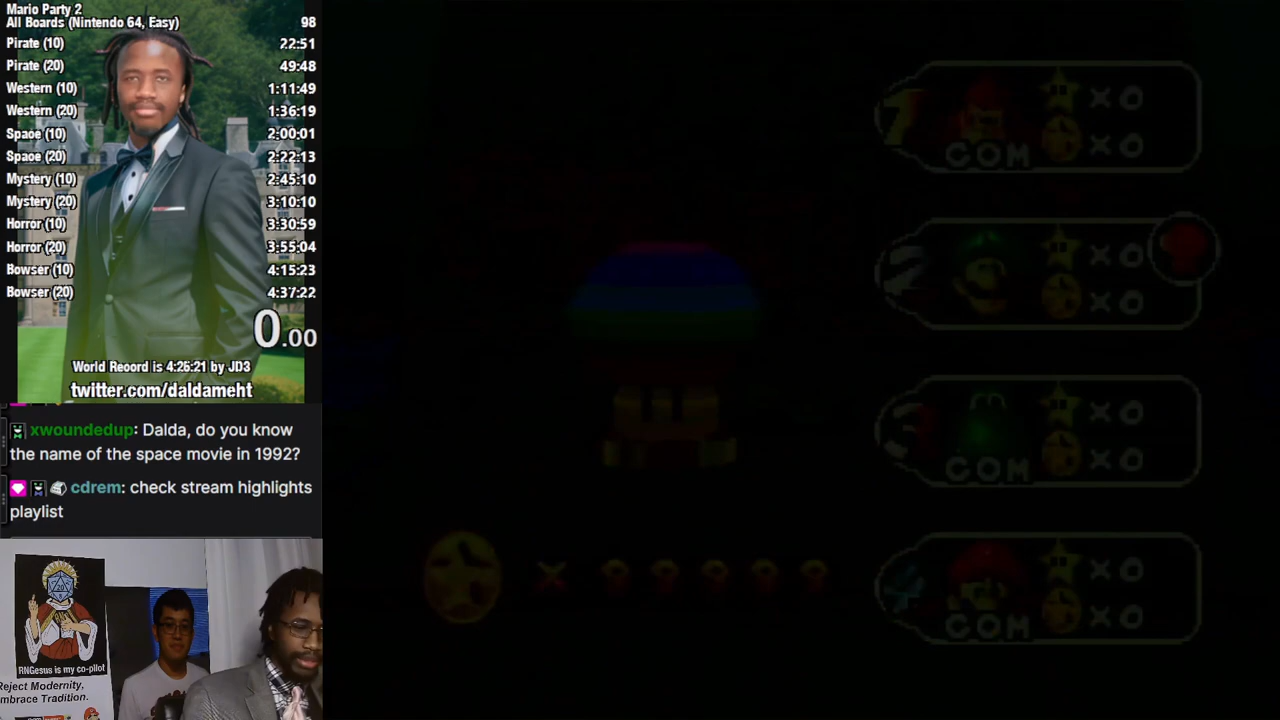 Mario Party 2
All Boards (Nintendo 64, Easy) 98
Pirate (10) 22:51
Pirate (20) 49:48
Western (10) 1:11:49
Western (20) 1:36:19
Space (10) 2:00:01
Space (20) 2:22:13
Mystery (10) 2:45:10
Mystery (20) 3:10:10
Horror (10) 3:30:59
Horror (20) 3:55:04
Bowser (10) 4:15:23
Bowser (20) 4:37:22
0.00
World Record is 4:26:21 by JD3
twitter.com/daldameht
xwoundedup: Dalda, do you know
the name of the space movie in 1992?
cdrem: check stream highlights
playlist
RNGesus is my co-pilot
Reject Modernity,
mbrace Tradition.
1 × 0
COM × 0
2 × 0
× 0
3 × 0
COM × 0
4 × 0
COM × 0
×